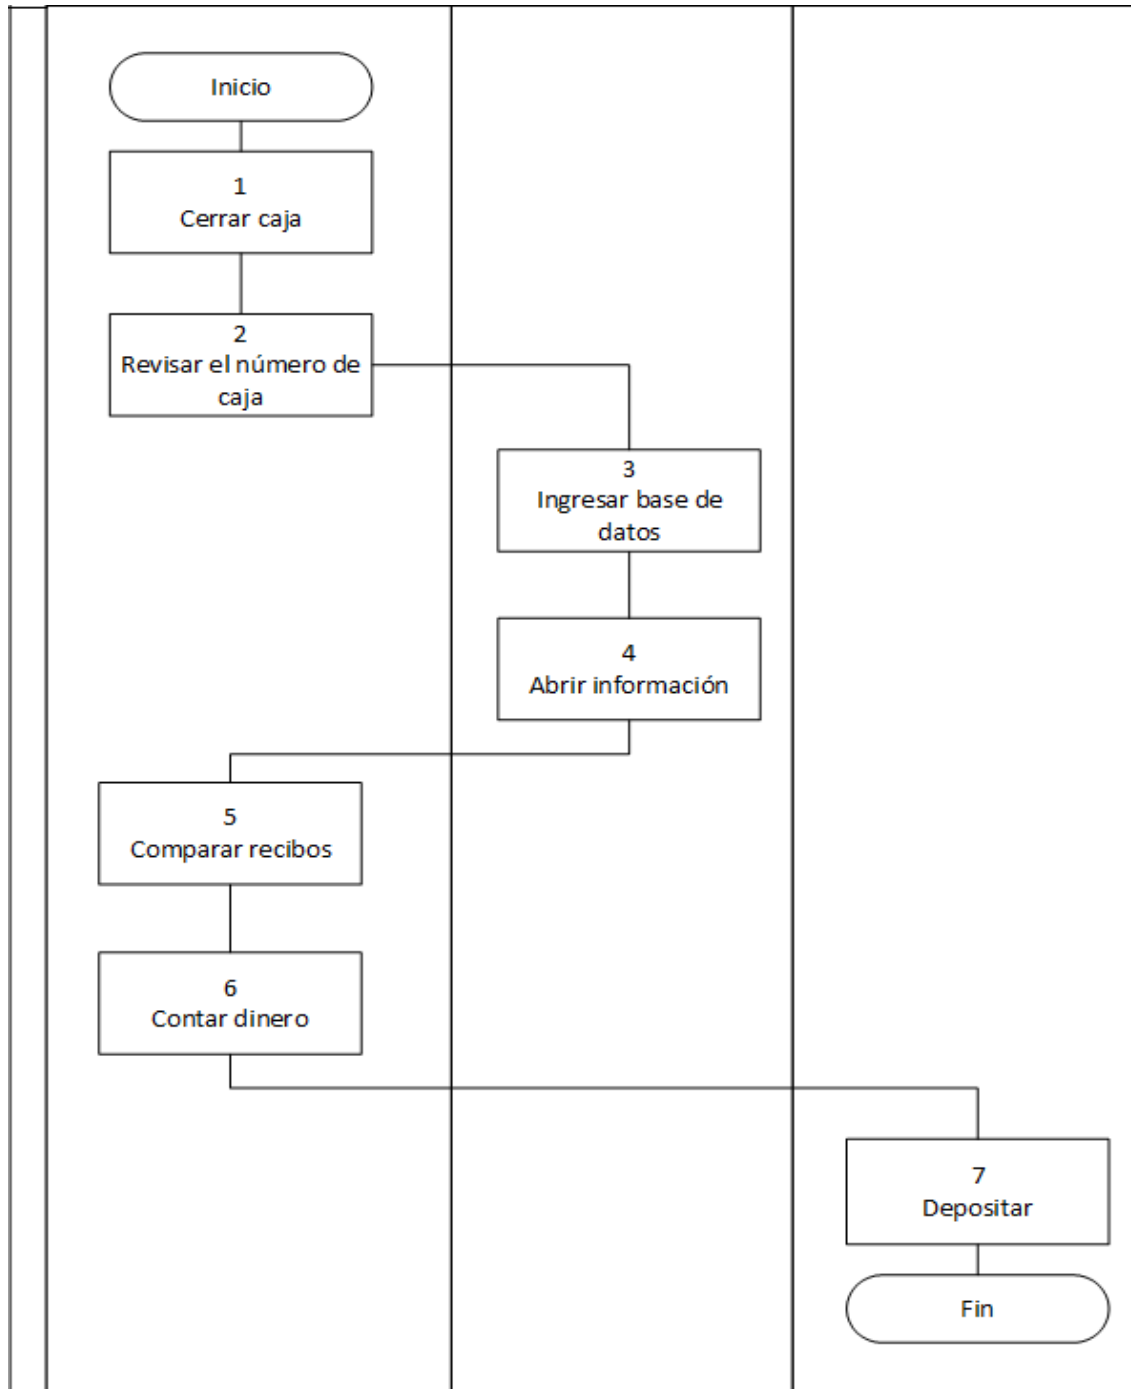 Inicio
1
Cerrar caja
2
Revisar el número de
caja
3
Ingresar base de
datos
4
Abrir información
5
Comparar recibos
6
Contar dinero
7
Depositar
Fin